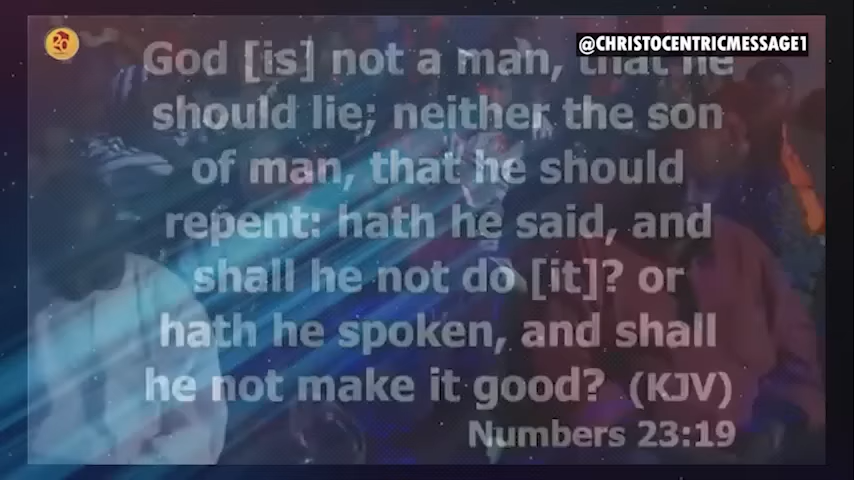 @CHRISTOCENTRICMESSAGE1
God [is] not a man, that he
should lie; neither the son
of man, that he should
repent: hath he said, and
shall he not do [it]? or
hath he spoken, and shall
he not make it good? (KJV)
Numbers 23:19
20